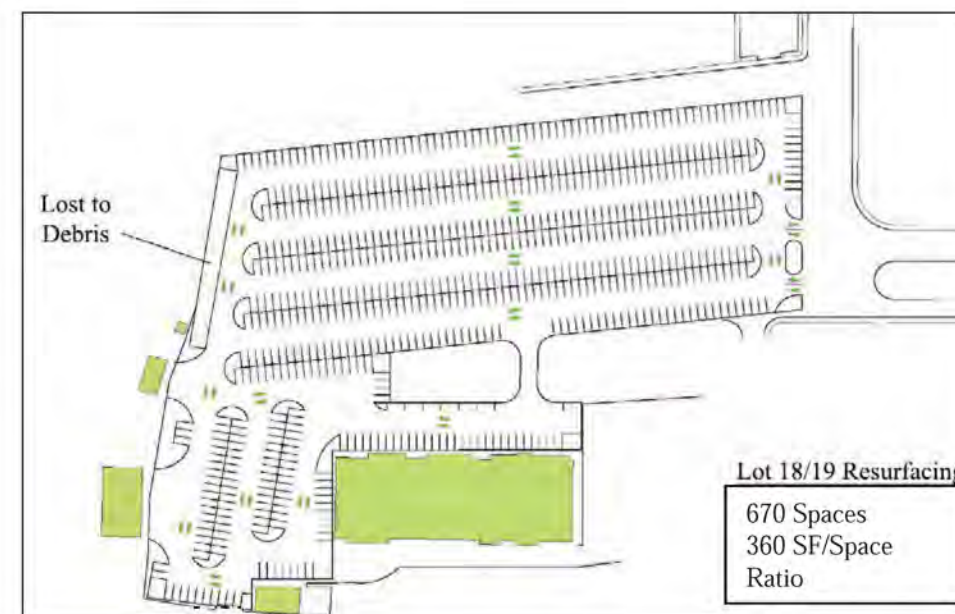 Lost to
Debris
Lot 18/19 Resurfacing
670 Spaces
360 SF/Space
Ratio